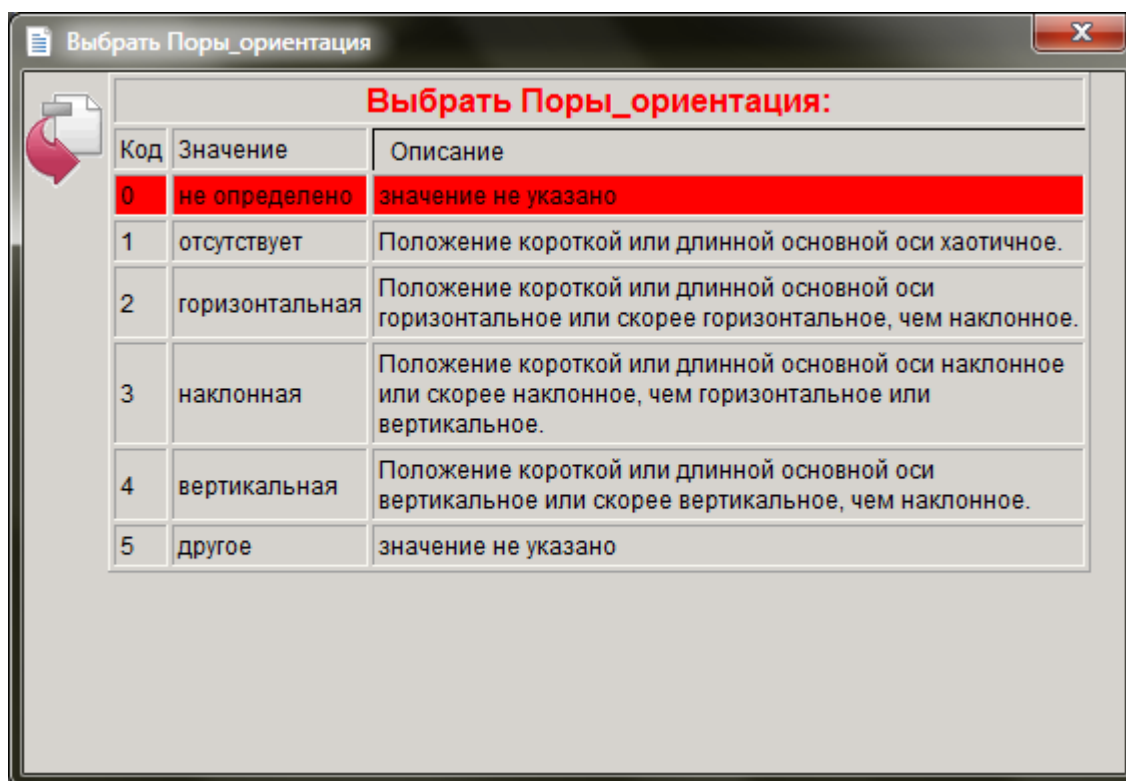 Выбрать Поры_ориентация
x
Выбрать Поры_ориентация:
Код Значение Описание
0 не определено значение не указано
1 отсутствует Положение короткой или длинной основной оси хаотичное.
2 горизонтальная Положение короткой или длинной основной оси
горизонтальное или скорее горизонтальное, чем наклонное.
3 наклонная Положение короткой или длинной основной оси наклонное
или скорее наклонное, чем горизонтальное или
вертикальное.
4 вертикальная Положение короткой или длинной основной оси
вертикальное или скорее вертикальное, чем наклонное.
5 другое значение не указано